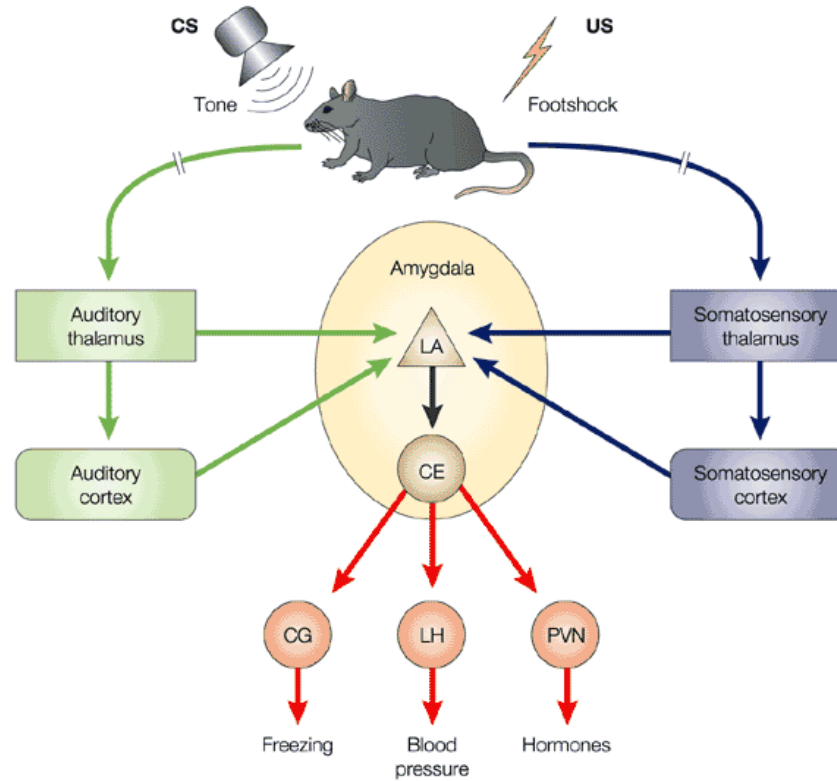 CS
US
Tone
Footshock
Amygdala
Auditory
thalamus
LA
Somatosensory
thalamus
Auditory
cortex
CE
Somatosensory
cortex
CG
LH
PVN
Freezing
Blood
pressure
Hormones